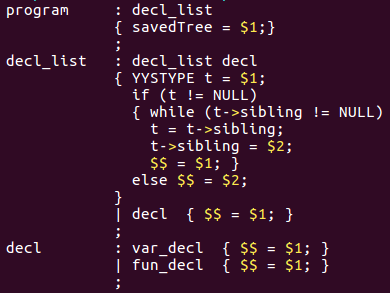 program     : decl_list
            { savedTree = $1;}
            ;
decl_list   : decl_list decl
            { YYSTYPE t = $1;
              if (t != NULL)
              { while (t->sibling != NULL)
                t = t->sibling;
                t->sibling = $2;
                $$ = $1; }
              else $$ = $2;
            }
            | decl  { $$ = $1; }
            ;
decl        : var_decl  { $$ = $1; }
            | fun_decl  { $$ = $1; }
            ;